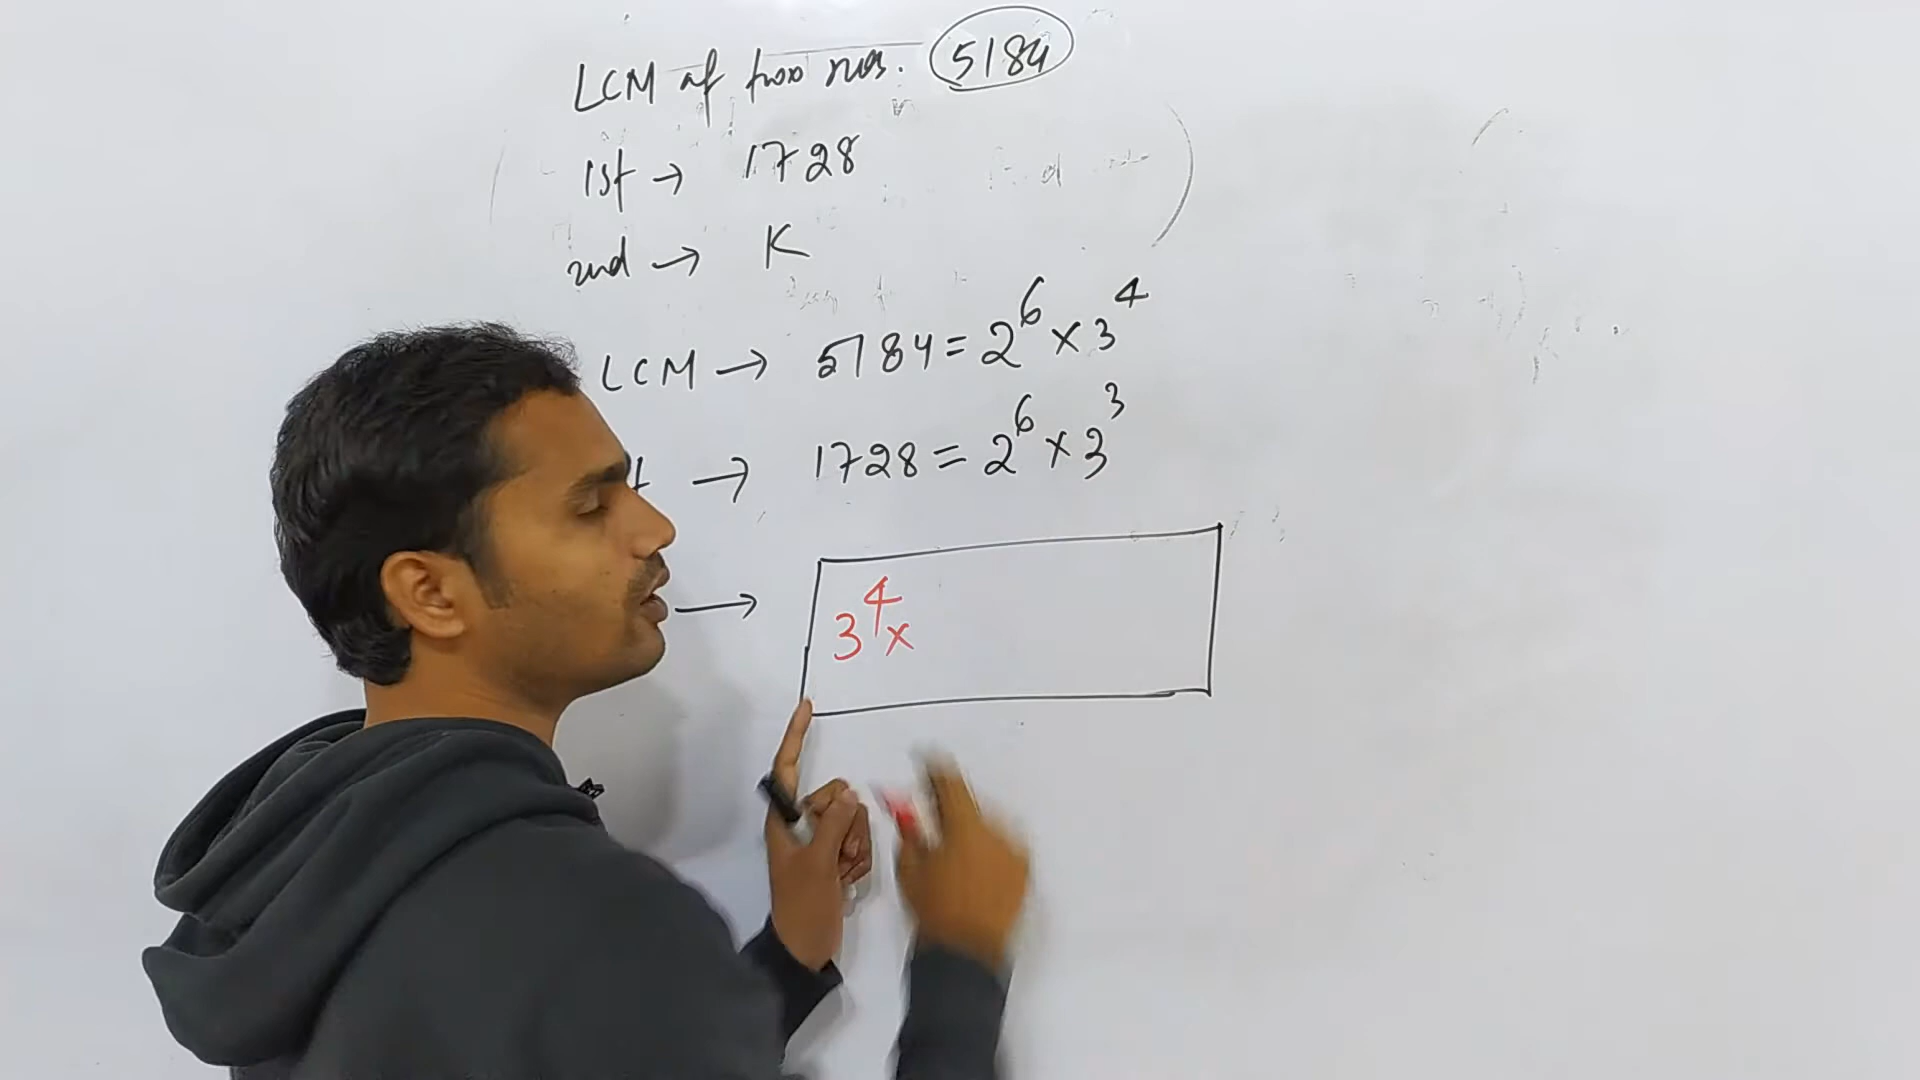 LCM of two nos. 5184
1st → 1728
2nd → K
LCM → 5184 = 2⁶ × 3⁴
→ 1728 = 2⁶ × 3³
→ 3⁴ ×